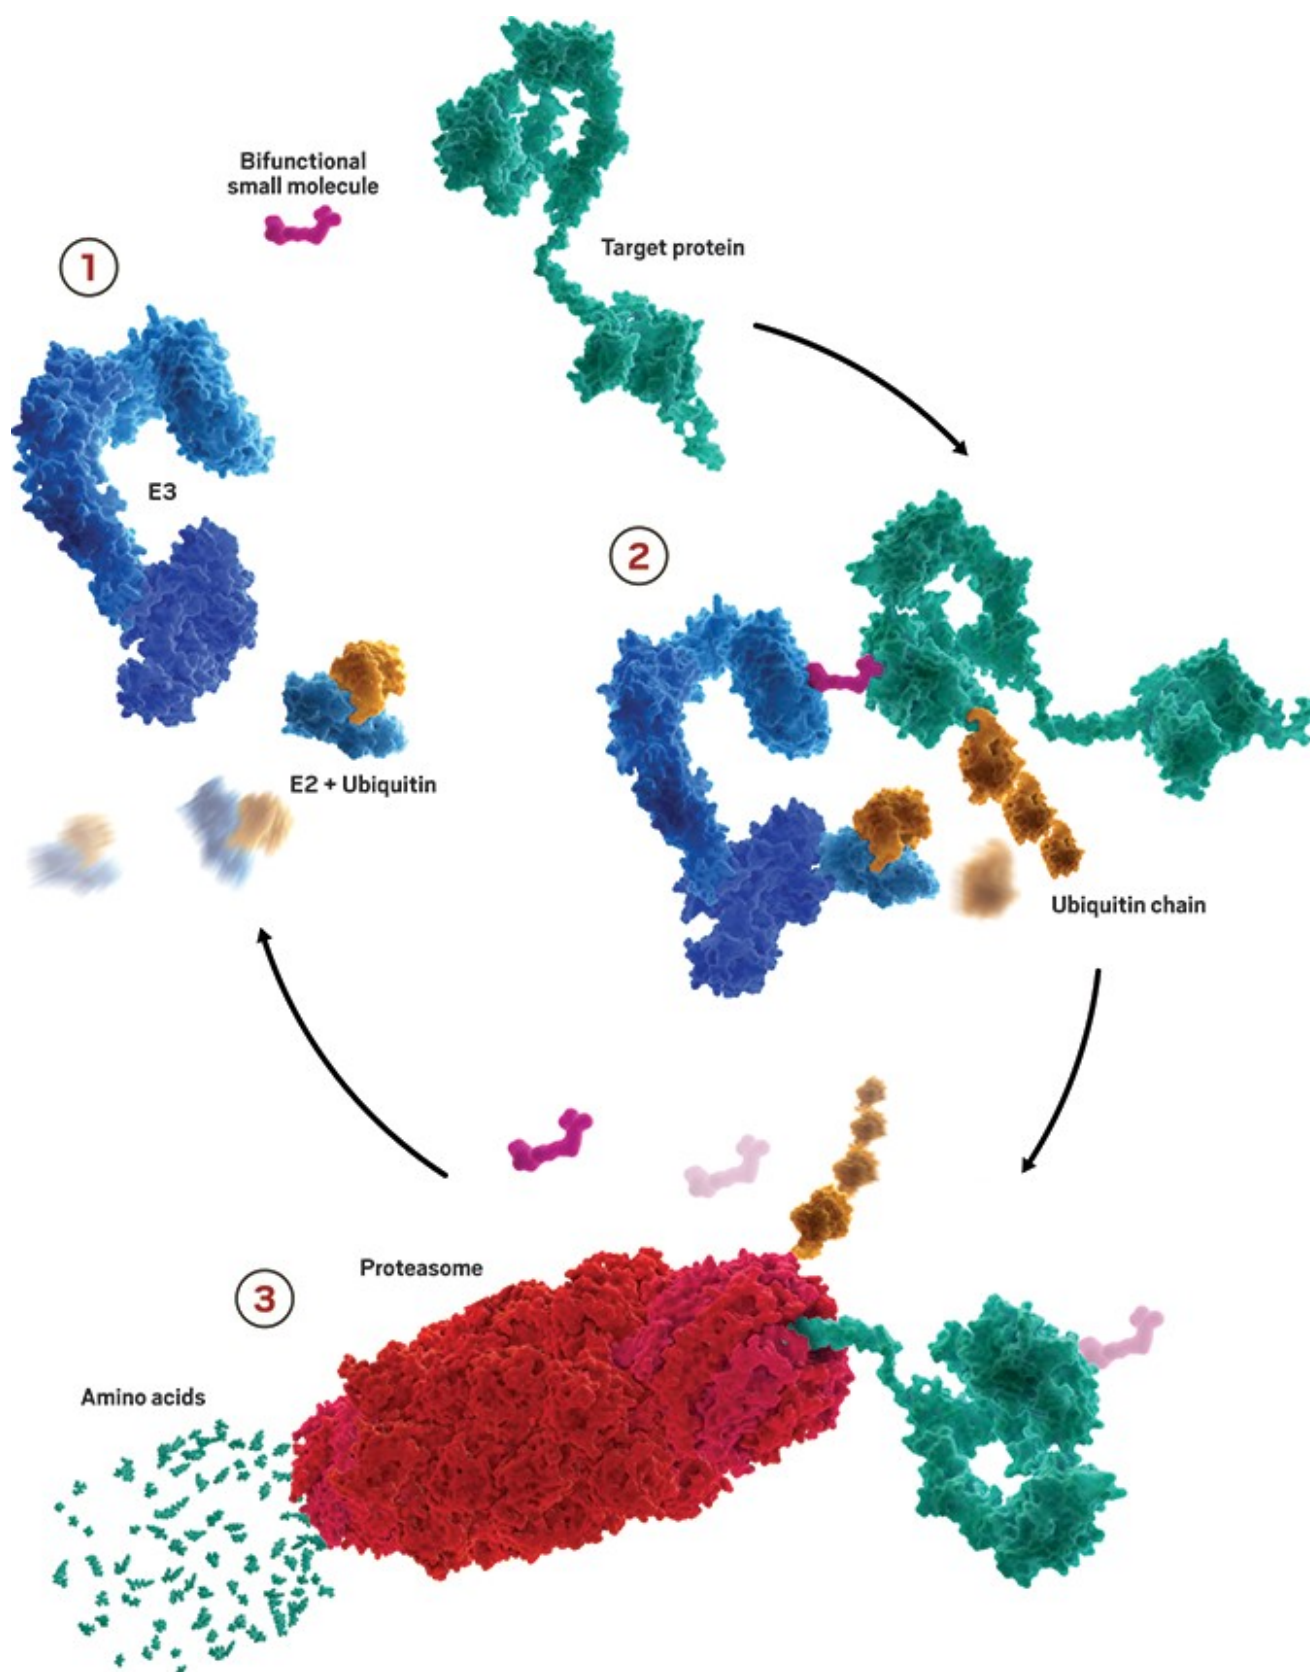 Bifunctional
small molecule
1
Target protein
E3
E2 + Ubiquitin
2
Ubiquitin chain
Proteasome
3
Amino acids